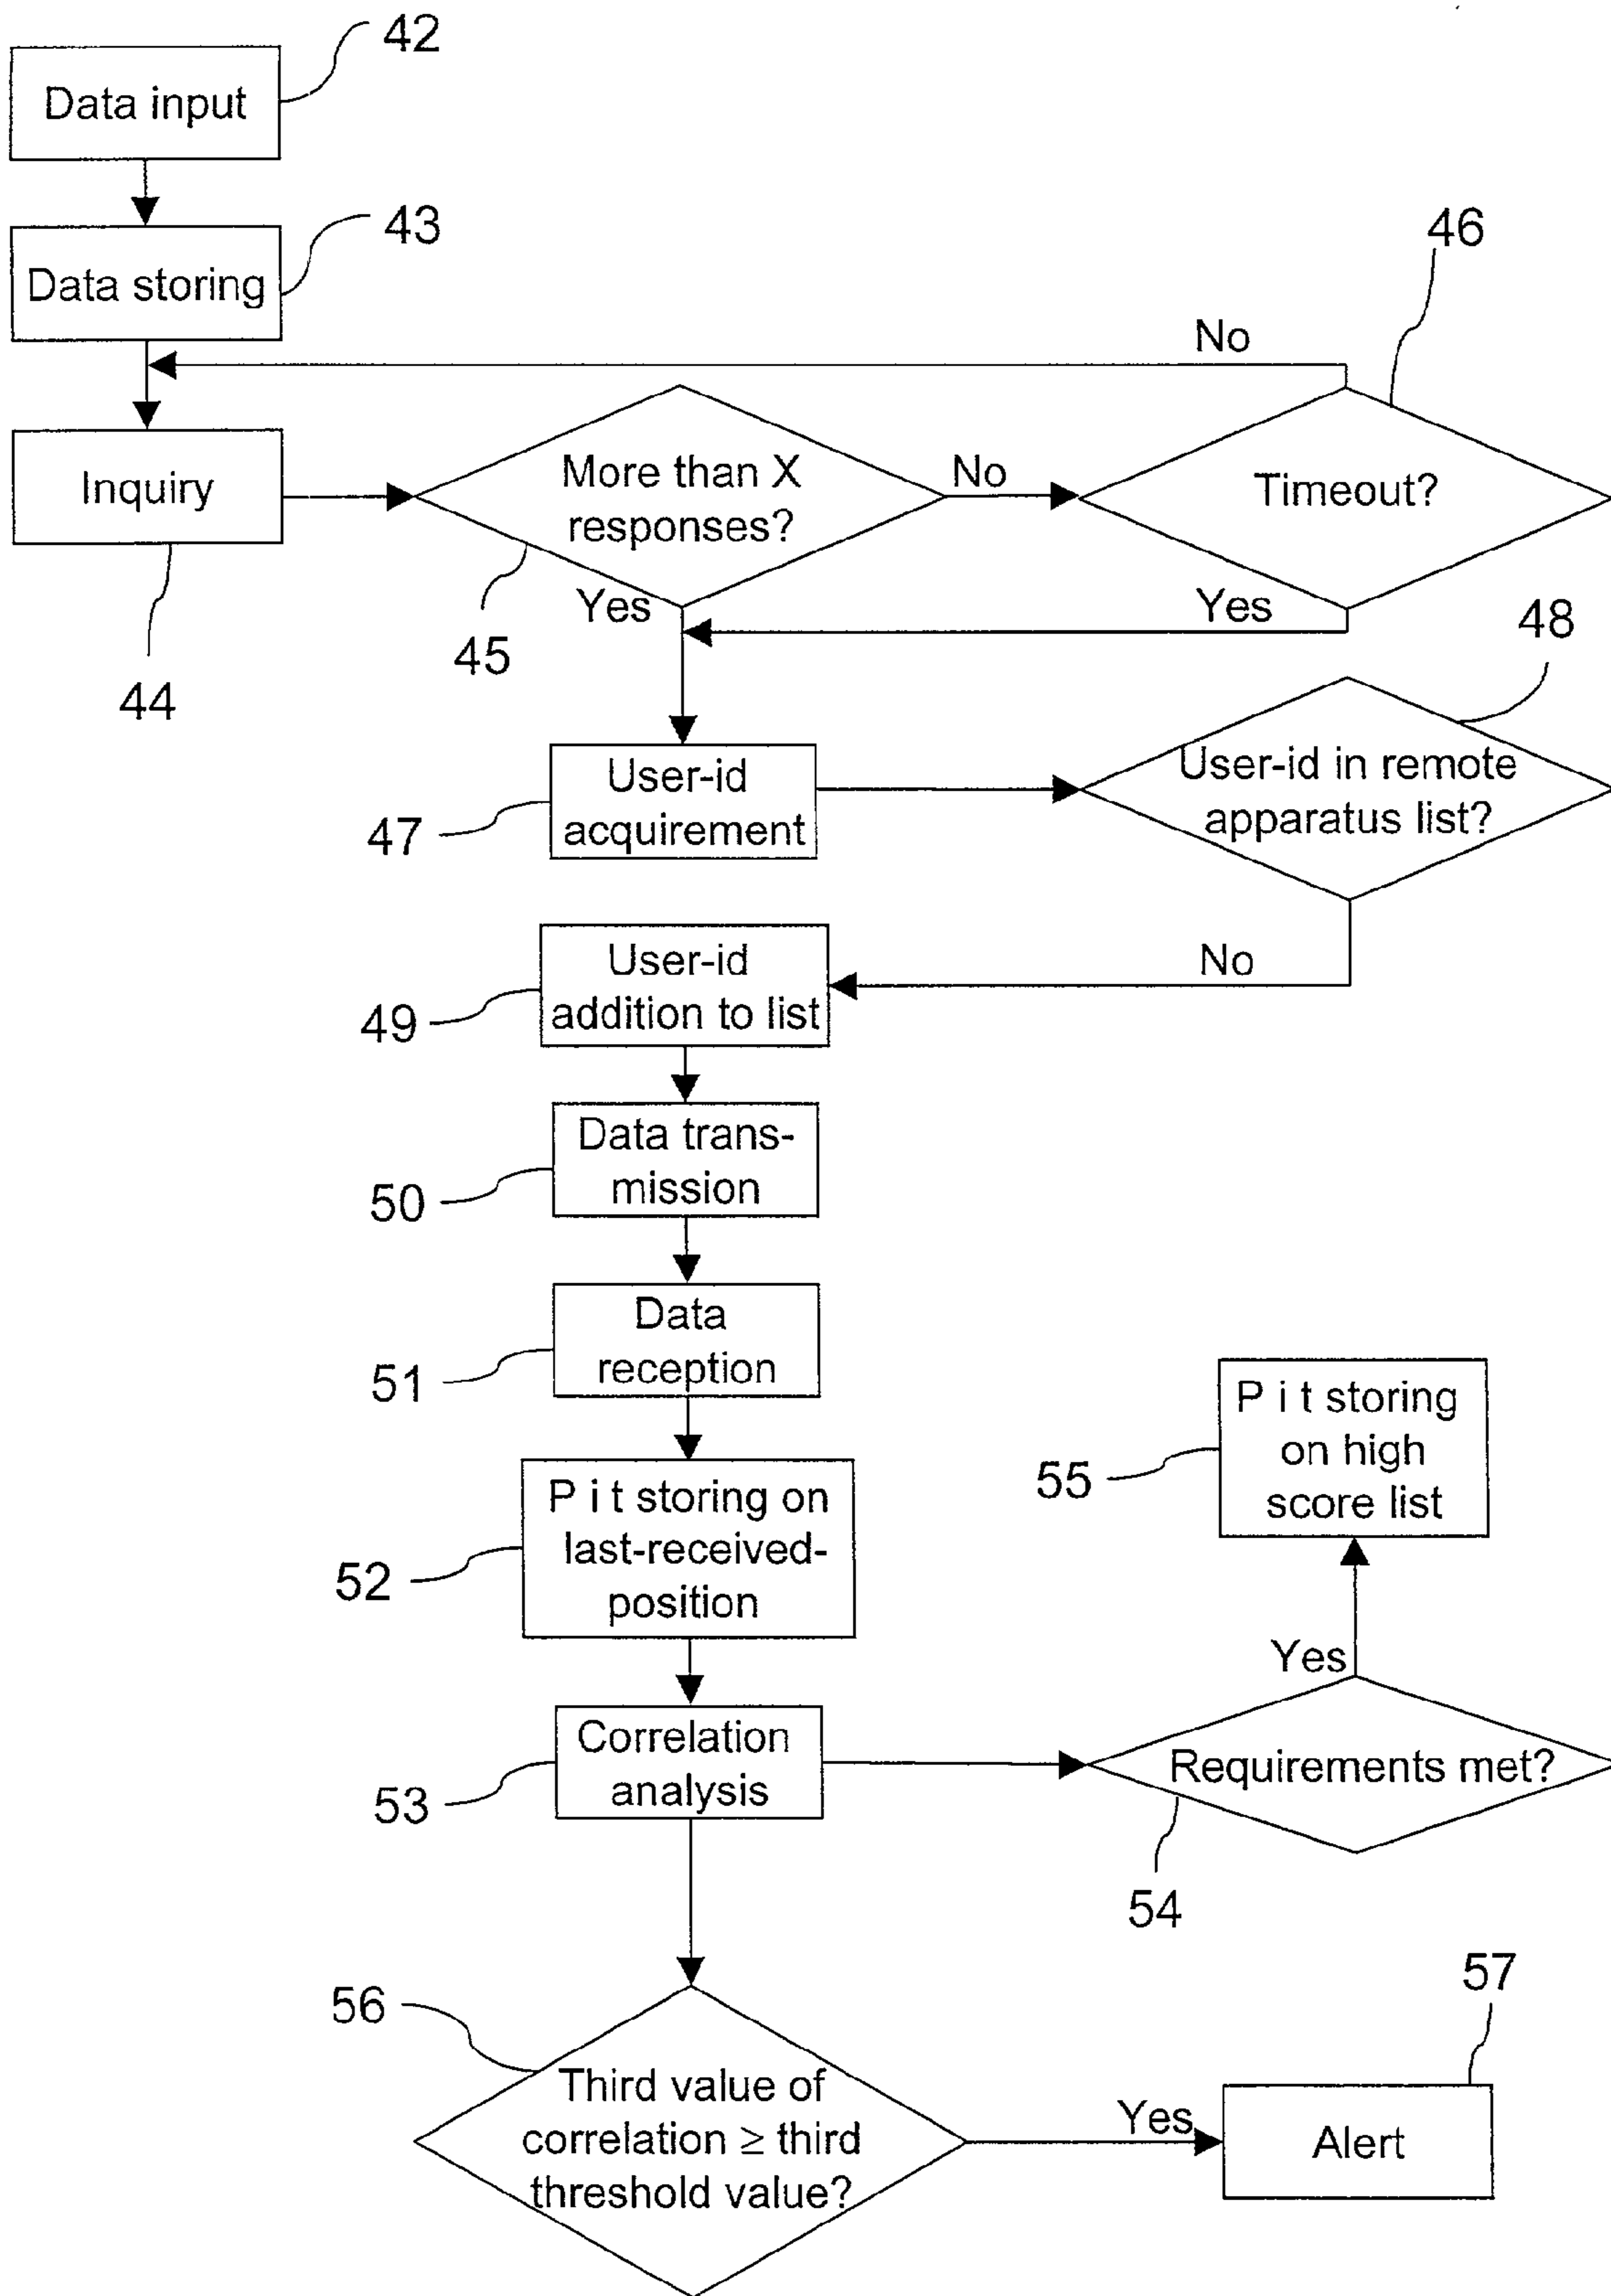 42
Data input
43
Data storing
46
No
Inquiry
More than X
responses?
No
Timeout?
Yes
Yes
44
45
48
User-id
acquirement
47
User-id in remote
apparatus list?
User-id
addition to list
49
No
Data trans-
mission
50
Data
reception
51
P i t storing
on high
score list
55
P i t storing on
last-received-
position
52
Yes
Correlation
analysis
53
Requirements met?
54
56
57
Third value of
correlation ≥ third
threshold value?
Yes
Alert